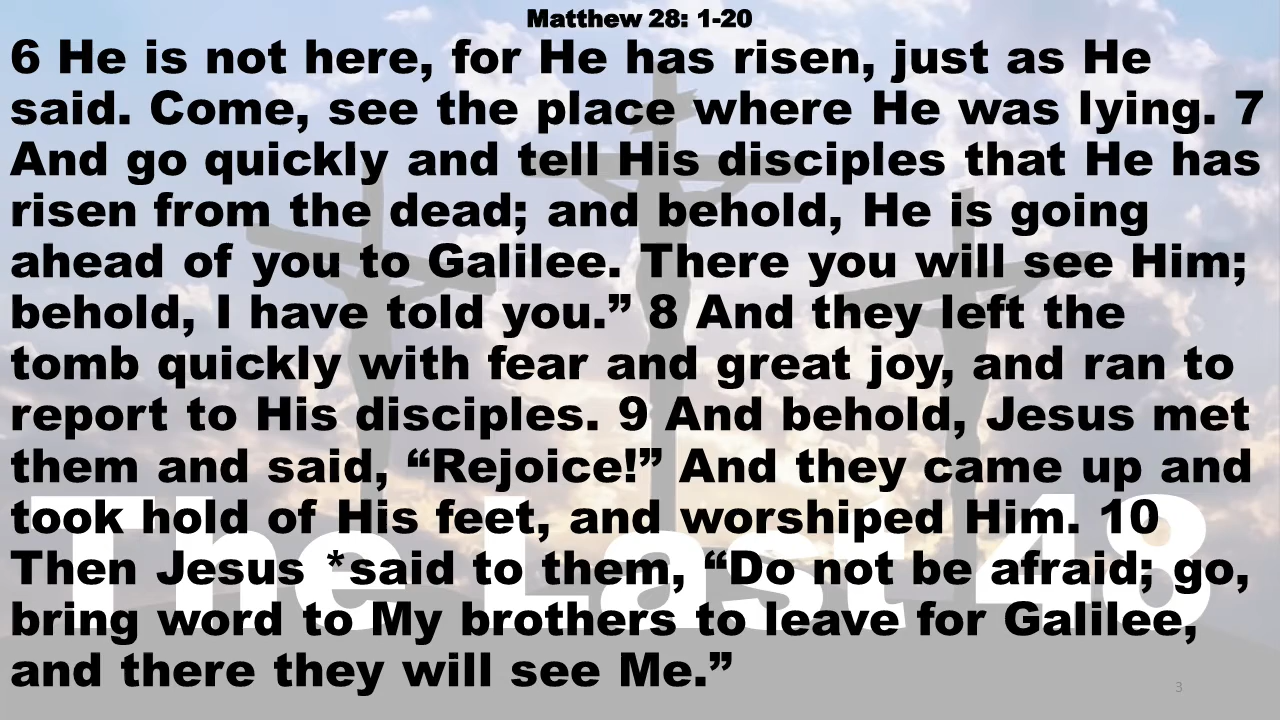 Matthew 28: 1-20
6 He is not here, for He has risen, just as He
said. Come, see the place where He was lying. 7
And go quickly and tell His disciples that He has
risen from the dead; and behold, He is going
ahead of you to Galilee. There you will see Him;
behold, I have told you.” 8 And they left the
tomb quickly with fear and great joy, and ran to
report to His disciples. 9 And behold, Jesus met
them and said, “Rejoice!” And they came up and
took hold of His feet, and worshiped Him. 10
Then Jesus *said to them, “Do not be afraid; go,
bring word to My brothers to leave for Galilee,
and there they will see Me.”
The Last 48
3